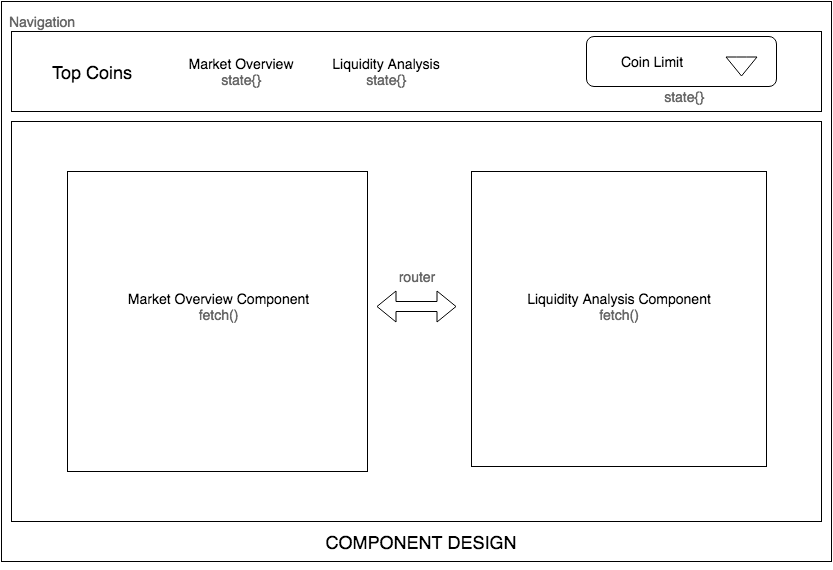 Navigation
Top Coins
Market Overview
state{}
Liquidity Analysis
state{}
Coin Limit
state{}
router
Market Overview Component
fetch()
Liquidity Analysis Component
fetch()
COMPONENT DESIGN